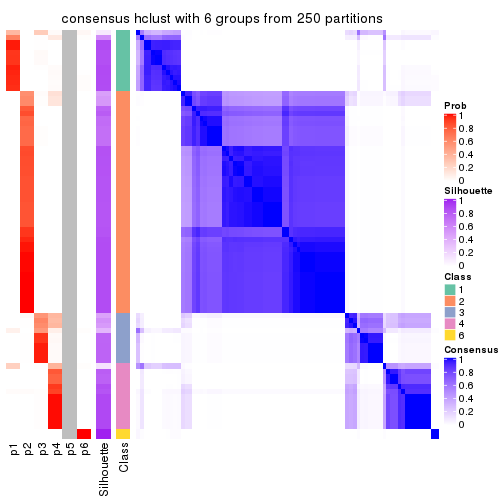 consensus hclust with 6 groups from 250 partitions
Prob
1
0.8
0.6
0.4
0.2
0
Silhouette
1
0.8
0.6
0.4
0.2
0
Class
1
2
3
4
6
Consensus
1
0.8
0.6
0.4
0.2
0
p1
p2
p3
p4
p5
p6
Silhouette
Class